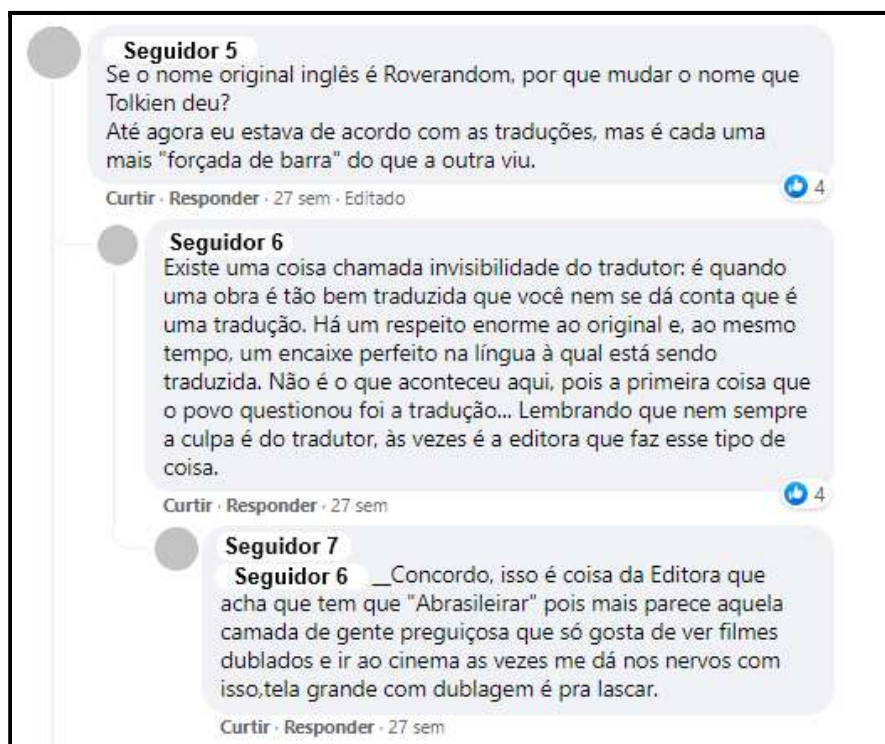 Seguidor 5
Se o nome original inglês é Roverandom, por que mudar o nome que
Tolkien deu?
Até agora eu estava de acordo com as traduções, mas é cada uma
mais "forçada de barra" do que a outra viu.
Curtir · Responder · 27 sem · Editado
4
Seguidor 6
Existe uma coisa chamada invisibilidade do tradutor: é quando
uma obra é tão bem traduzida que você nem se dá conta que é
uma tradução. Há um respeito enorme ao original e, ao mesmo
tempo, um encaixe perfeito na língua à qual está sendo
traduzida. Não é o que aconteceu aqui, pois a primeira coisa que
o povo questionou foi a tradução... Lembrando que nem sempre
a culpa é do tradutor, às vezes é a editora que faz esse tipo de
coisa.
Curtir · Responder · 27 sem
4
Seguidor 7
Seguidor 6 __Concordo, isso é coisa da Editora que
acha que tem que "Abrasileirar" pois mais parece aquela
camada de gente preguiçosa que só gosta de ver filmes
dublados e ir ao cinema as vezes me dá nos nervos com
isso,tela grande com dublagem é pra lascar.
Curtir · Responder · 27 sem